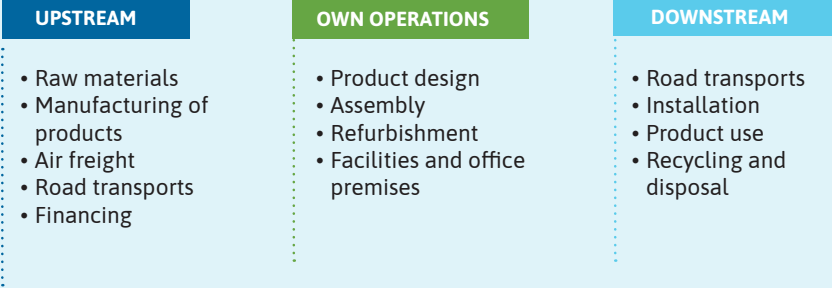 UPSTREAM
• Raw materials
• Manufacturing of
products
• Air freight
• Road transports
• Financing
OWN OPERATIONS
• Product design
• Assembly
• Refurbishment
• Facilities and office
premises
DOWNSTREAM
• Road transports
• Installation
• Product use
• Recycling and
disposal